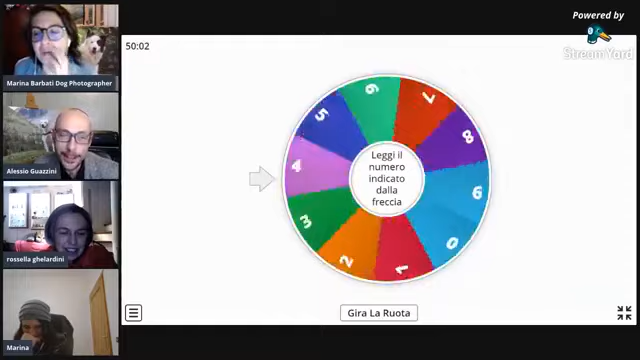 Powered by
StreamYard
50:02
Marina Barbati Dog Photographer
Alessio Guazzini
rossella ghelardini
Marina
6
7
5
8
4
Leggi il
numero
indicato
dalla
freccia
9
3
0
2
1
Gira La Ruota